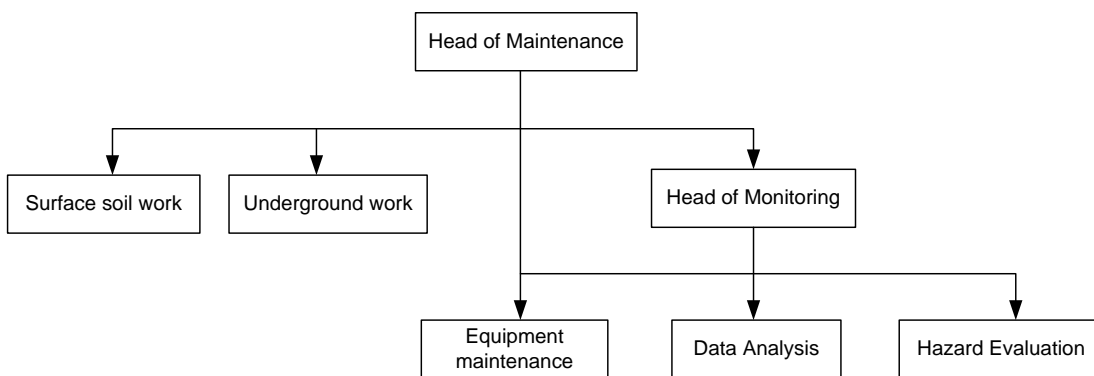 Head of Maintenance
Surface soil work
Underground work
Head of Monitoring
Equipment
maintenance
Data Analysis
Hazard Evaluation